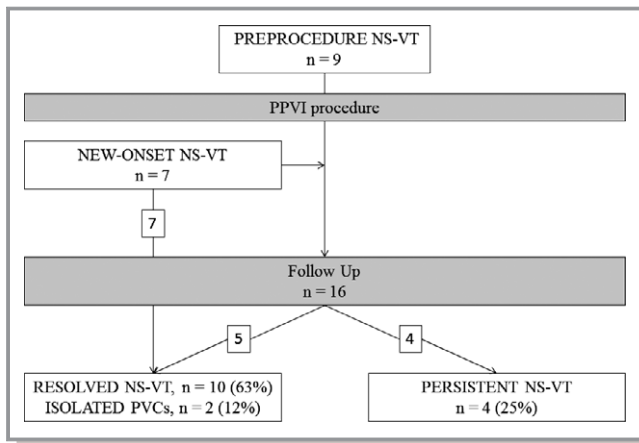 PREPROCEDURE NS-VT
n = 9
PPVI procedure
NEW-ONSET NS-VT
n = 7
7
Follow Up
n = 16
5
4
RESOLVED NS-VT, n = 10 (63%)
ISOLATED PVCs, n = 2 (12%)
PERSISTENT NS-VT
n = 4 (25%)